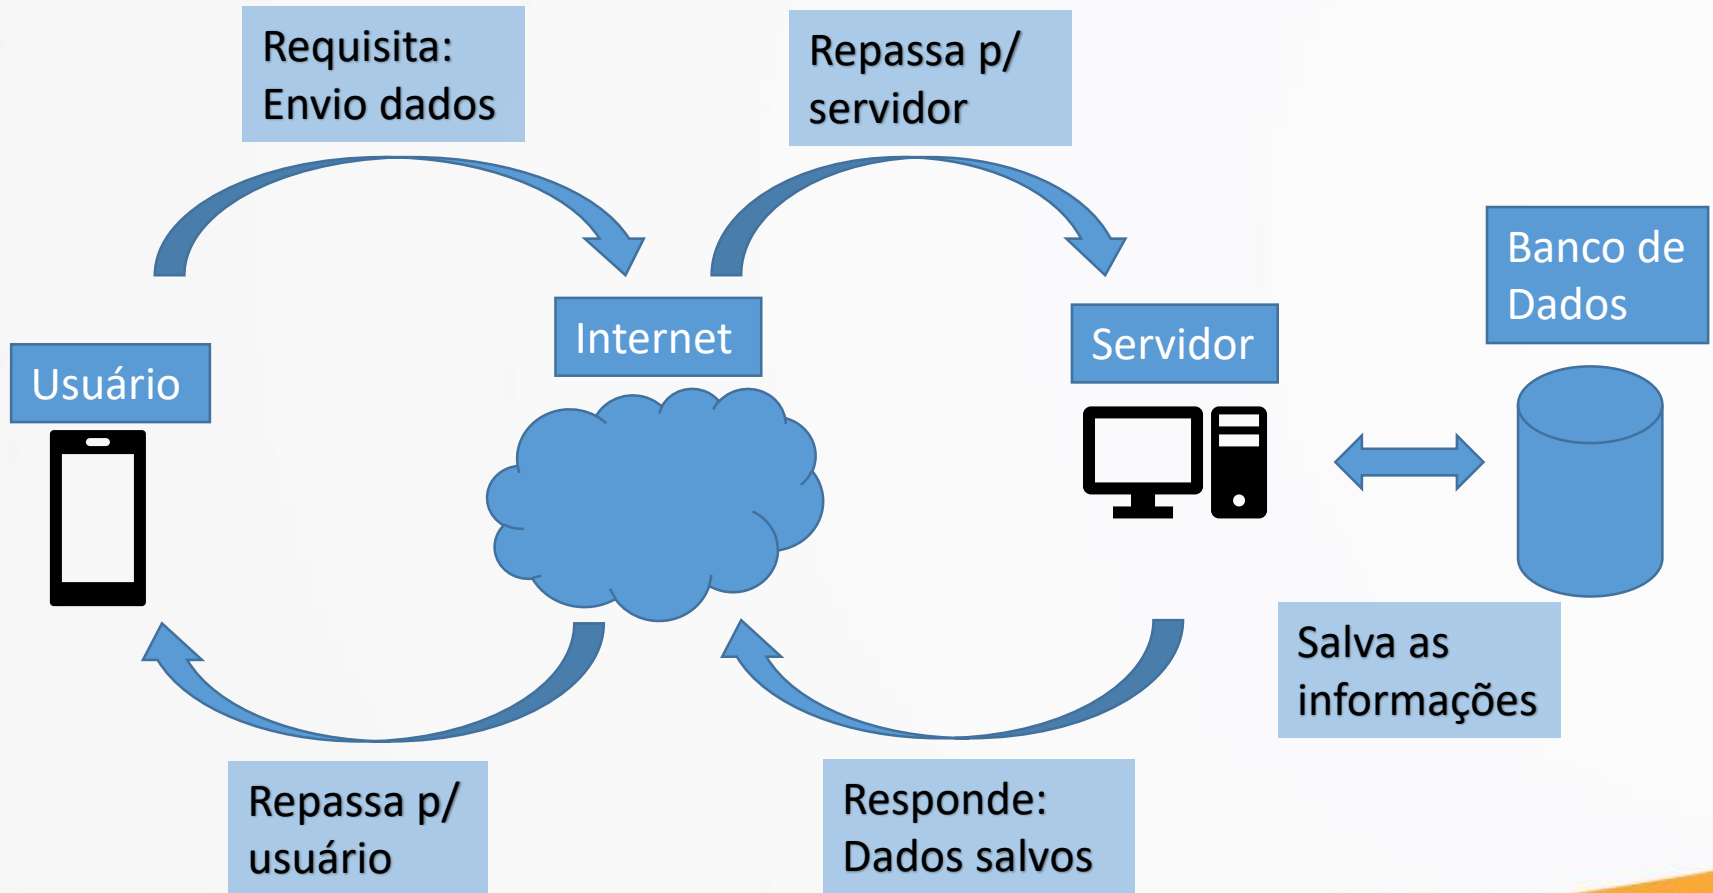 Requisita:
Envio dados
Repassa p/
servidor
Banco de
Dados
Internet
Servidor
Usuário
Salva as
informações
Repassa p/
usuário
Responde:
Dados salvos